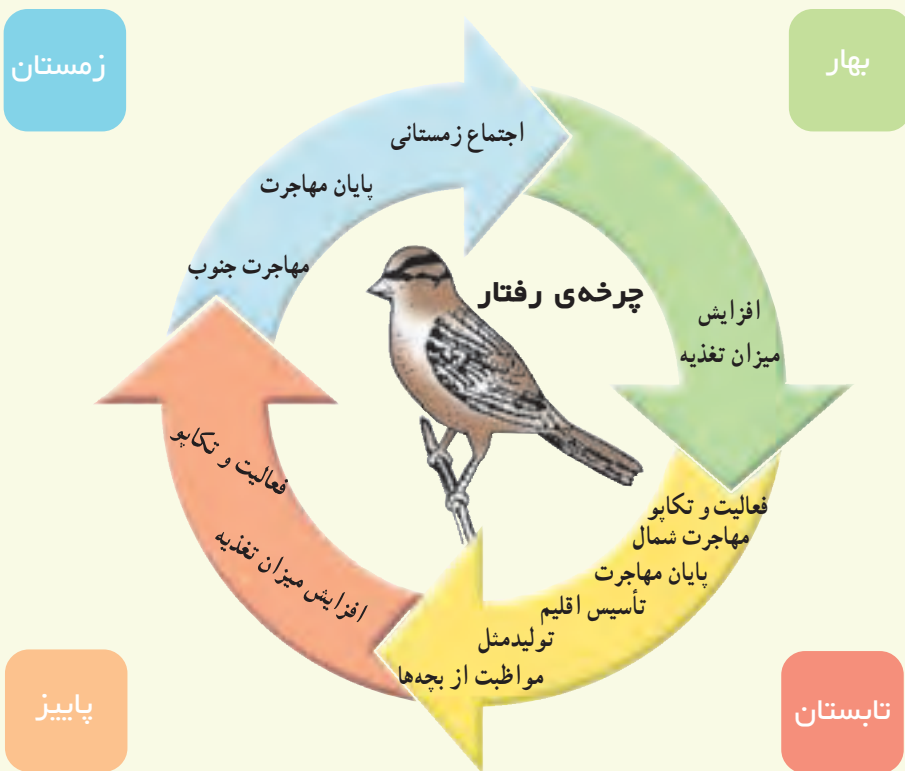 بهار
زمستان
چرخه‌ی رفتار
افزایش
میزان تغذیه
فعالیت و تکاپو
مهاجرت شمال
پایان مهاجرت
تأسیس اقلیم
تولیدمثل
مواظبت از بچه‌ها
افزایش میزان تغذیه
فعالیت و تکاپو
مهاجرت جنوب
پایان مهاجرت
اجتماع زمستانی
تابستان
پاییز